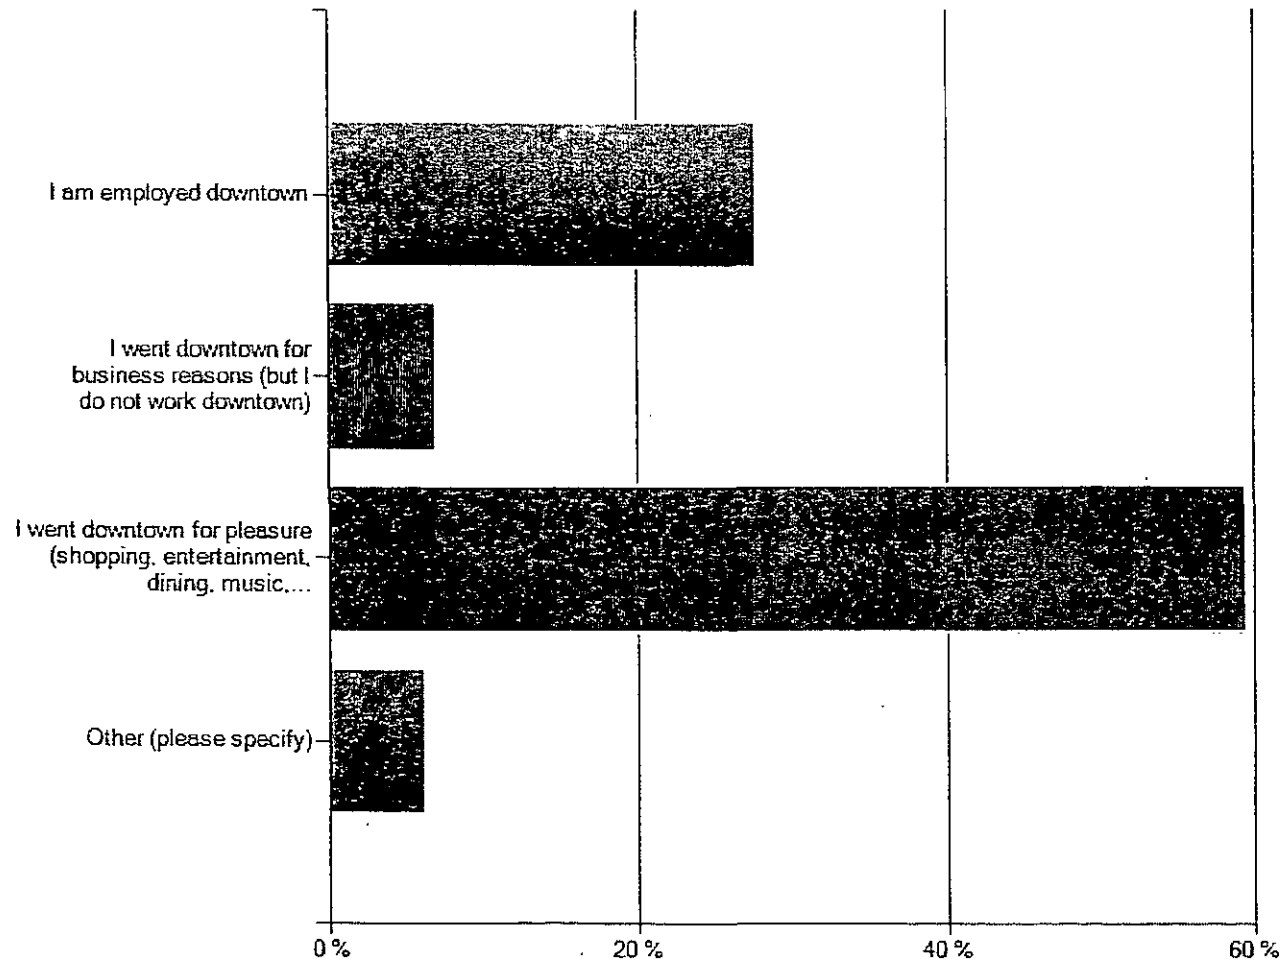 I am employed downtown
I went downtown for
business reasons (but I
do not work downtown)
I went downtown for pleasure
(shopping, entertainment,
dining, music,...
Other (please specify)
0 %
20 %
40 %
60 %